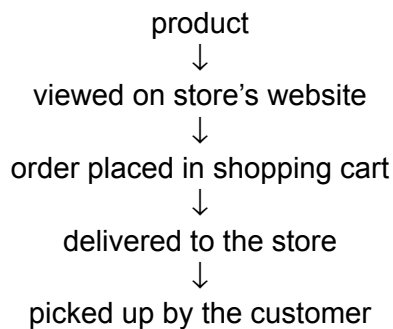 product
↓
viewed on store’s website
↓
order placed in shopping cart
↓
delivered to the store
↓
picked up by the customer